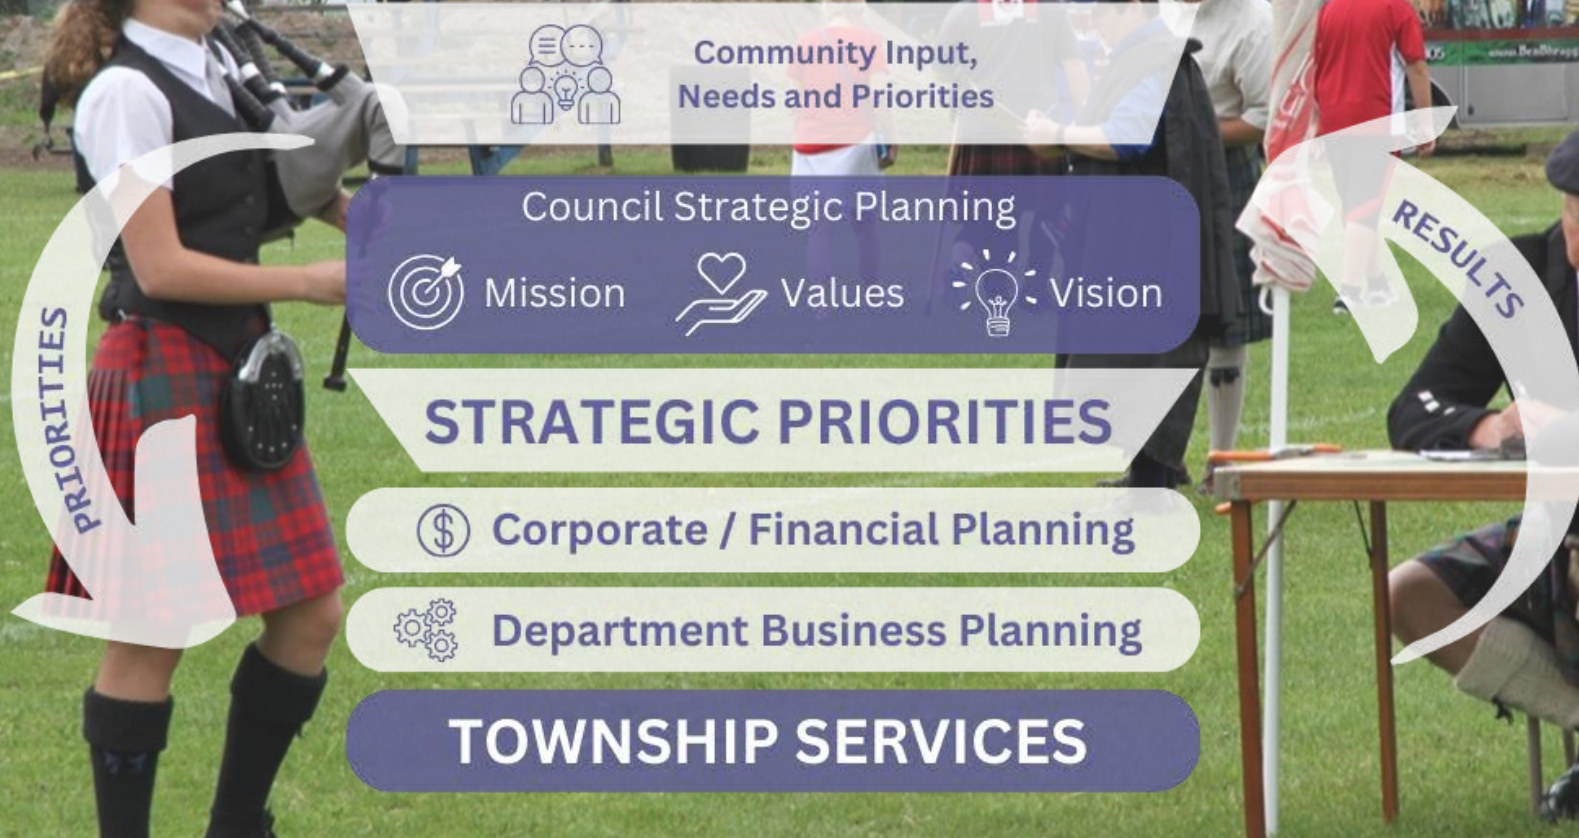 Community Input,
Needs and Priorities
Council Strategic Planning
Mission
Values
Vision
STRATEGIC PRIORITIES
Corporate / Financial Planning
Department Business Planning
TOWNSHIP SERVICES
PRIORITIES
RESULTS